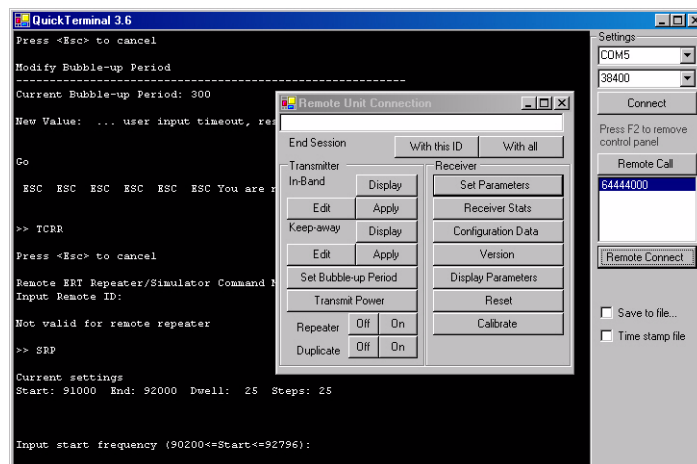 QuickTerminal 3.6
Press <Esc> to cancel
Modify Bubble-up Period
------------------------------------------------------------
Current Bubble-up Period: 300
New Value:  ... user input timeout, res
Go
ESC  ESC  ESC  ESC  ESC  ESC You are
>> TCRR
Press <Esc> to cancel
Remote ERT Repeater/Simulator Command
Input Remote ID:
Not valid for remote repeater
>> SRP
Current settings
Start: 91000  End: 92000  Dwell:  25  Steps: 25
Input start frequency (90200<=Start<=92796):
Remote Unit Connection
End Session
With this ID
With all
Transmitter
In-Band
Display
Edit
Apply
Keep-away
Display
Edit
Apply
Set Bubble-up Period
Transmit Power
Repeater
Off
On
Duplicate
Off
On
Receiver
Set Parameters
Receiver Stats
Configuration Data
Version
Display Parameters
Reset
Calibrate
Settings
COM5
38400
Connect
Press F2 to remove
control panel
Remote Call
64444000
Remote Connect
Save to file...
Time stamp file